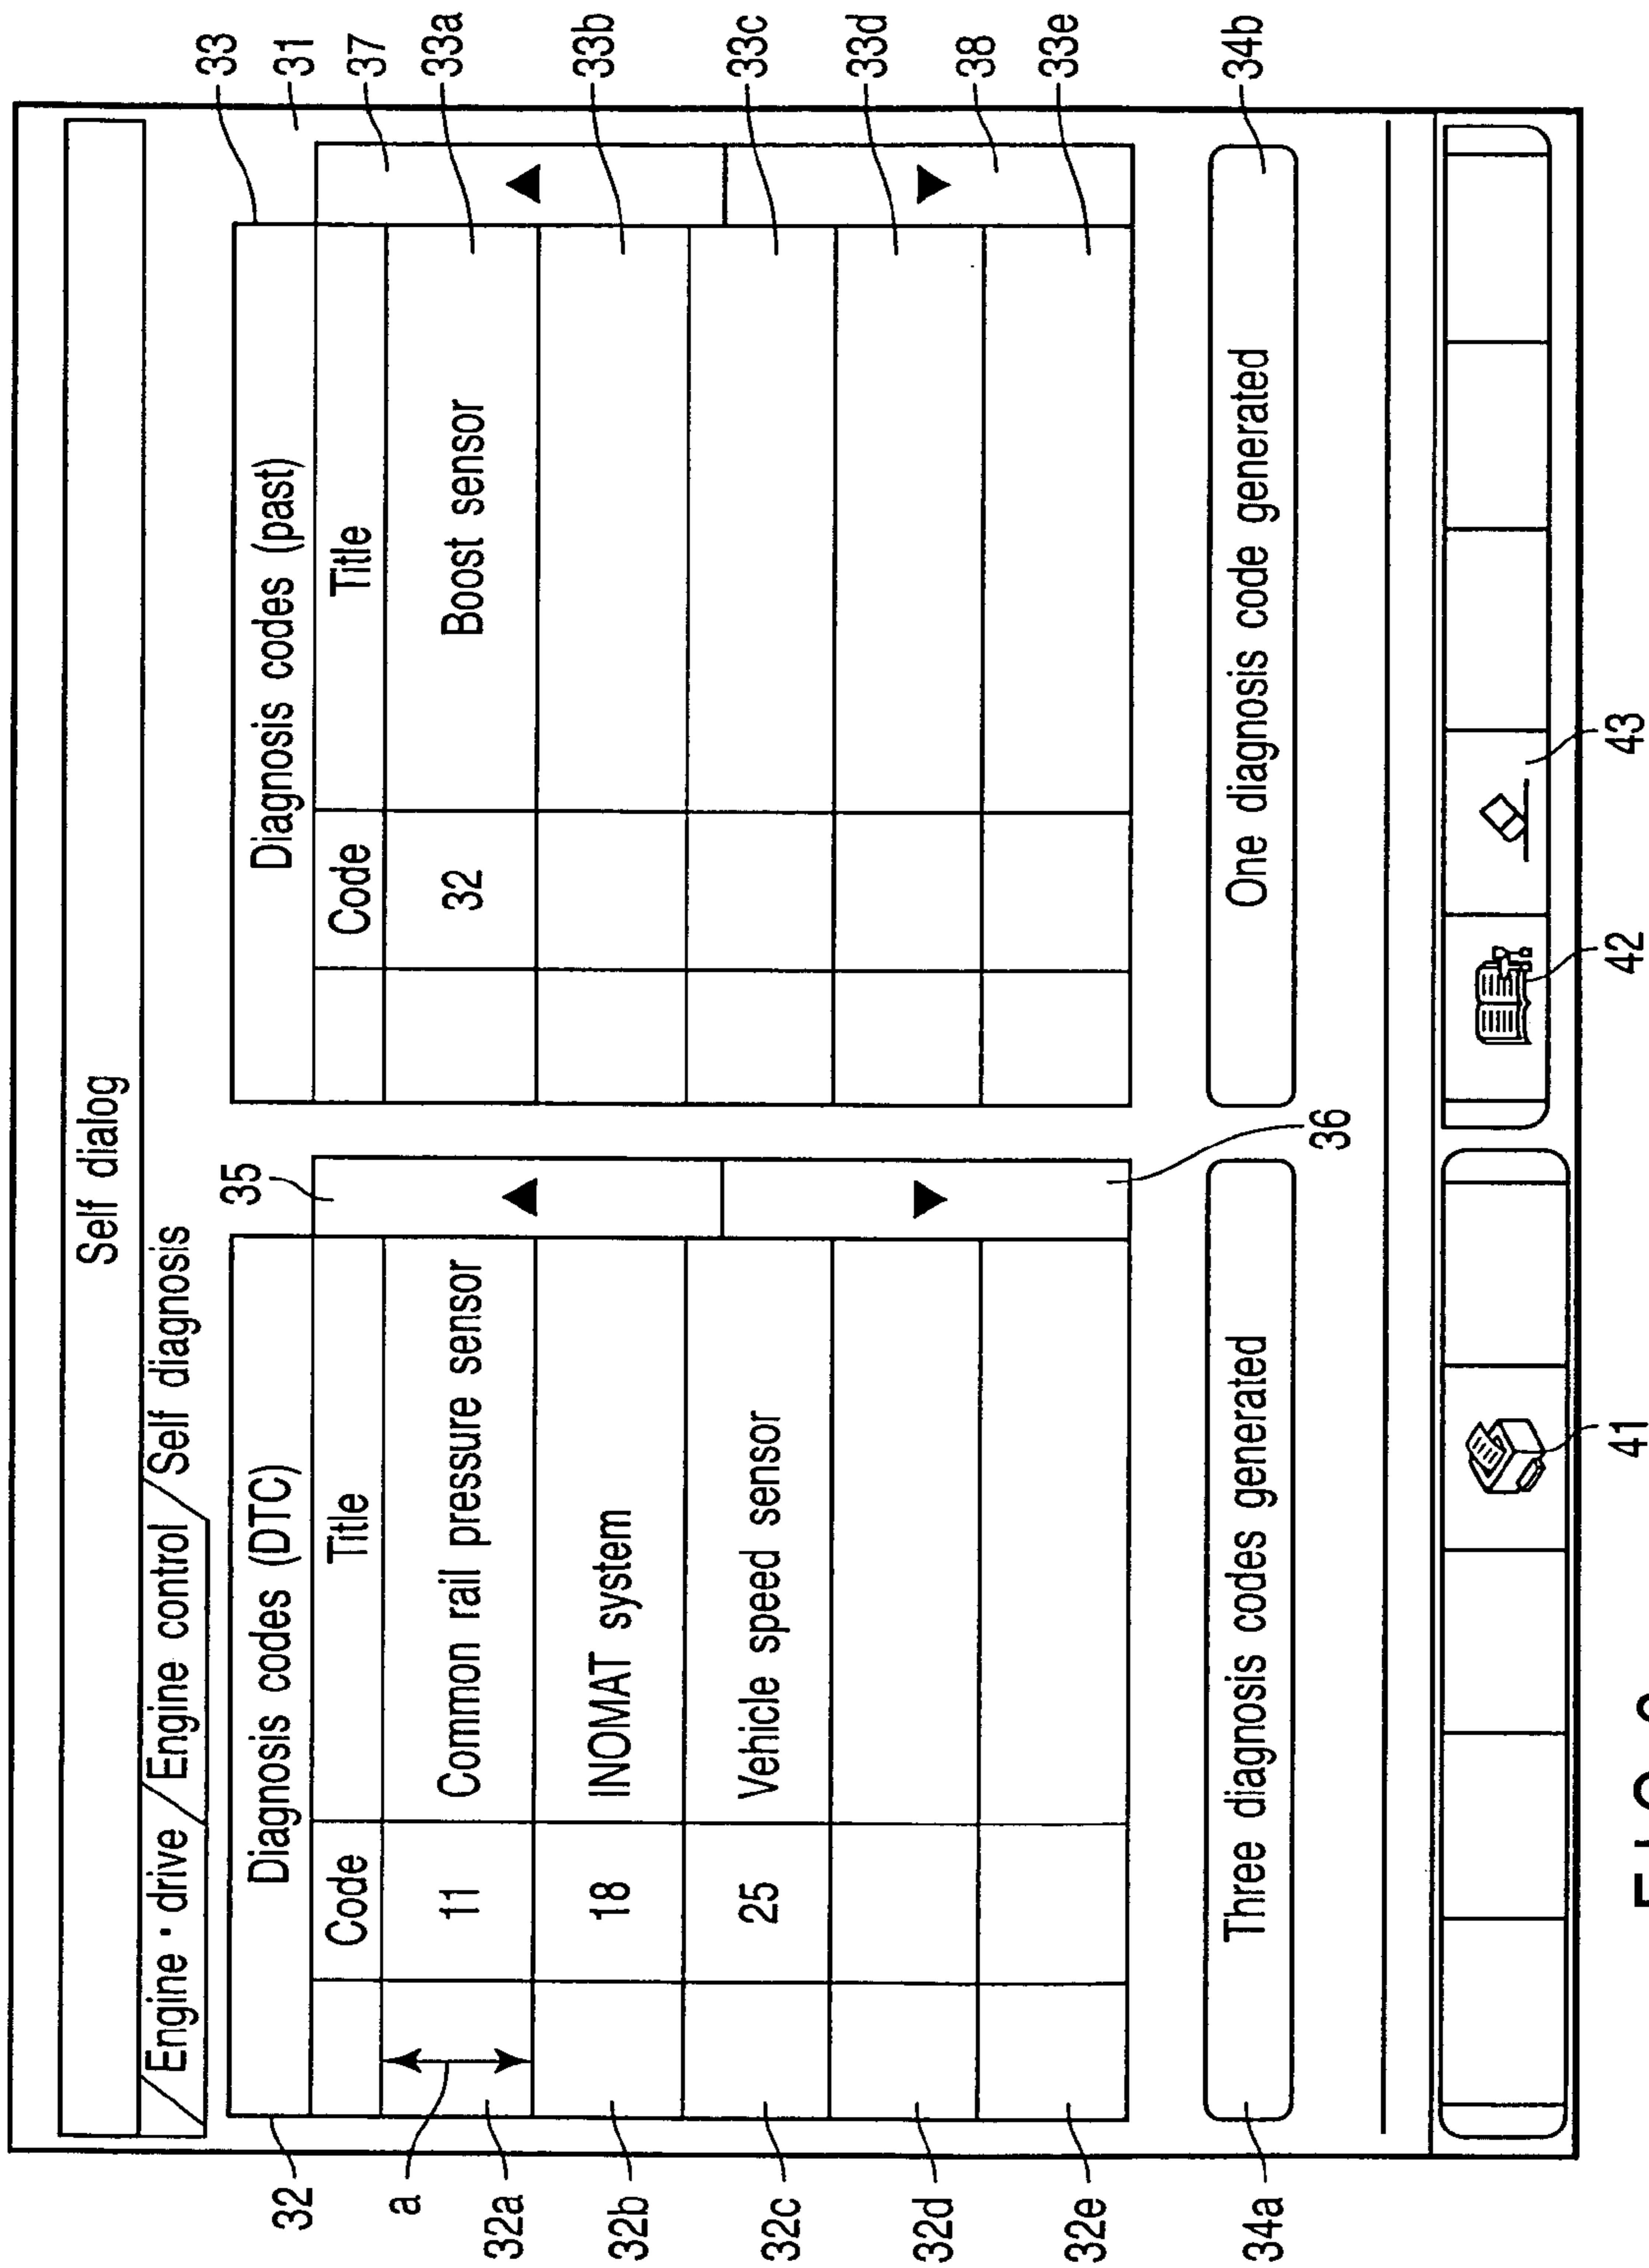 Self dialog
Engine・drive Engine control Self diagnosis
Diagnosis codes (DTC)
Code Title
11 Common rail pressure sensor
18 INOMAT system
25 Vehicle speed sensor
Three diagnosis codes generated
Diagnosis codes (past)
Code Title
32 Boost sensor
One diagnosis code generated
32
a
32a
32b
32c
32d
32e
34a
35
36
33
31
37
33a
33b
33c
33d
38
33e
34b
41
42
43